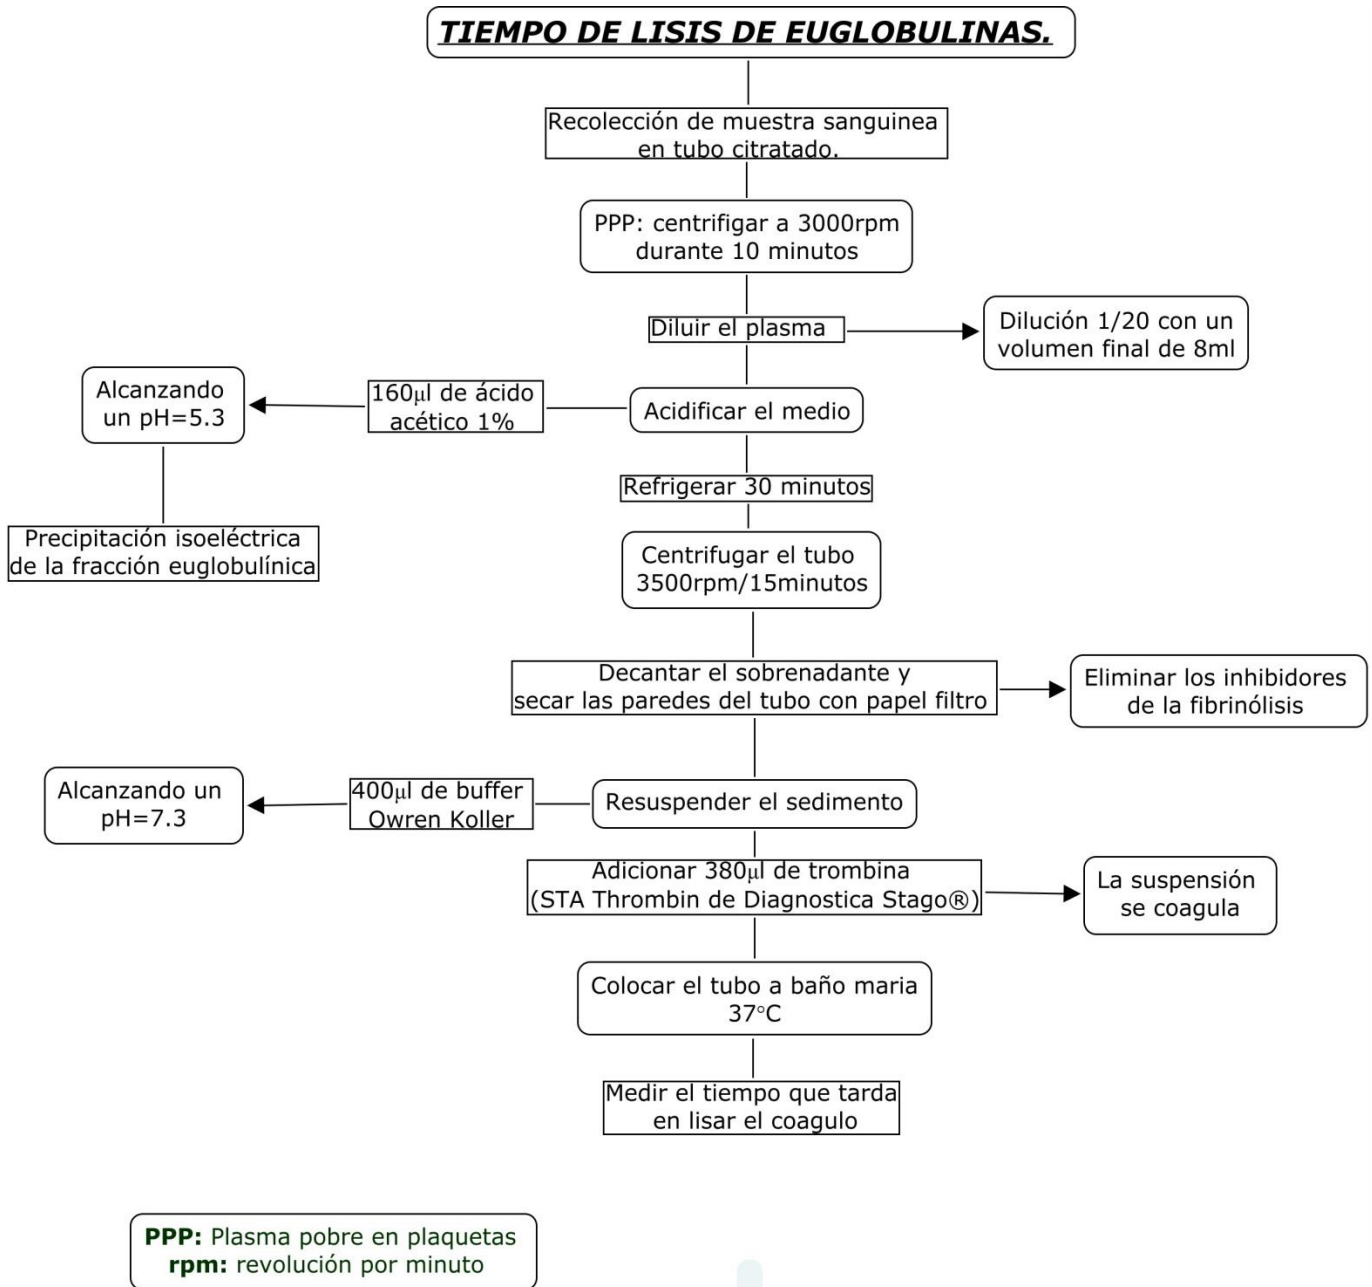 TIEMPO DE LISIS DE EUGLOBULINAS.
Recolección de muestra sanguinea
en tubo citratado.
PPP: centrifigar a 3000rpm
durante 10 minutos
Diluir el plasma
Dilución 1/20 con un
volumen final de 8ml
Alcanzando
un pH=5.3
160µl de ácido
acético 1%
Acidificar el medio
Refrigerar 30 minutos
Precipitación isoeléctrica
de la fracción euglobulínica
Centrifugar el tubo
3500rpm/15minutos
Decantar el sobrenadante y
secar las paredes del tubo con papel filtro
Eliminar los inhibidores
de la fibrinólisis
Alcanzando un
pH=7.3
400µl de buffer
Owren Koller
Resuspender el sedimento
Adicionar 380µl de trombina
(STA Thrombin de Diagnostica Stago®)
La suspensión
se coagula
Colocar el tubo a baño maria
37°C
Medir el tiempo que tarda
en lisar el coagulo
PPP: Plasma pobre en plaquetas
rpm: revolución por minuto